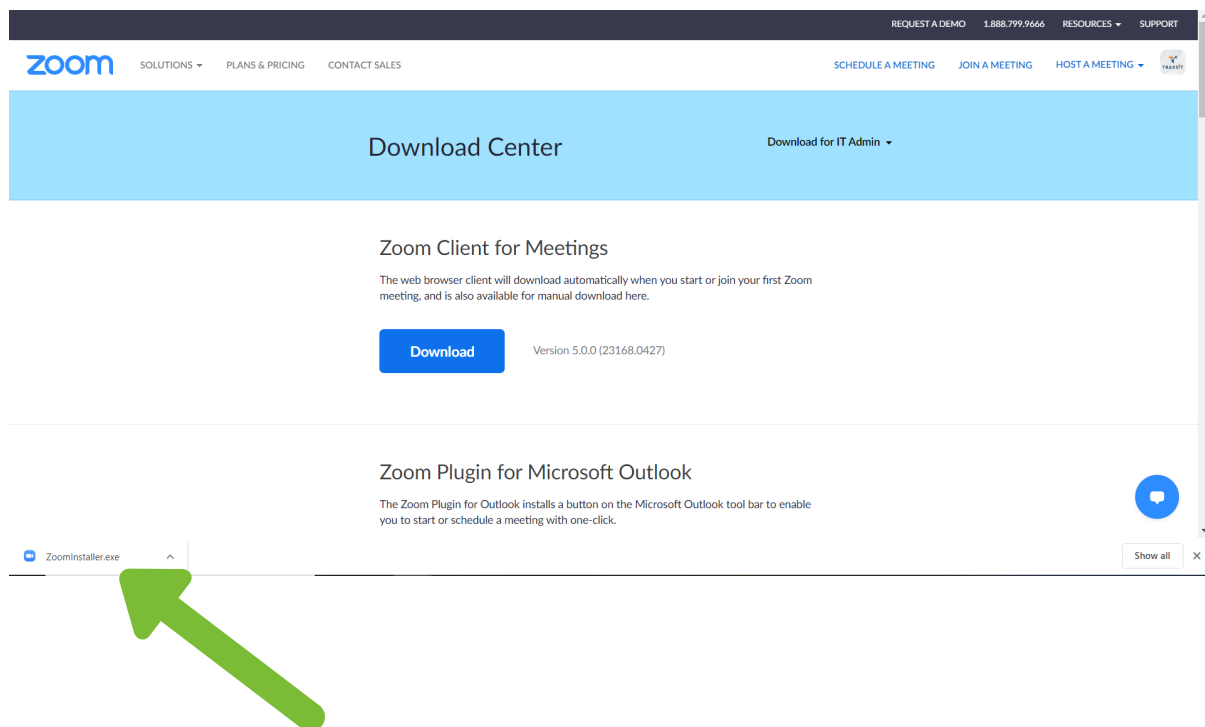 REQUEST A DEMO 1.888.799.9666 RESOURCES SUPPORT
zoom SOLUTIONS PLANS & PRICING CONTACT SALES SCHEDULE A MEETING JOIN A MEETING HOST A MEETING TRAXSIT
Download Center Download for IT Admin
Zoom Client for Meetings
The web browser client will download automatically when you start or join your first Zoom
meeting, and is also available for manual download here.
Download Version 5.0.0 (23168.0427)
Zoom Plugin for Microsoft Outlook
The Zoom Plugin for Outlook installs a button on the Microsoft Outlook tool bar to enable
you to start or schedule a meeting with one-click.
ZoomInstaller.exe Show all